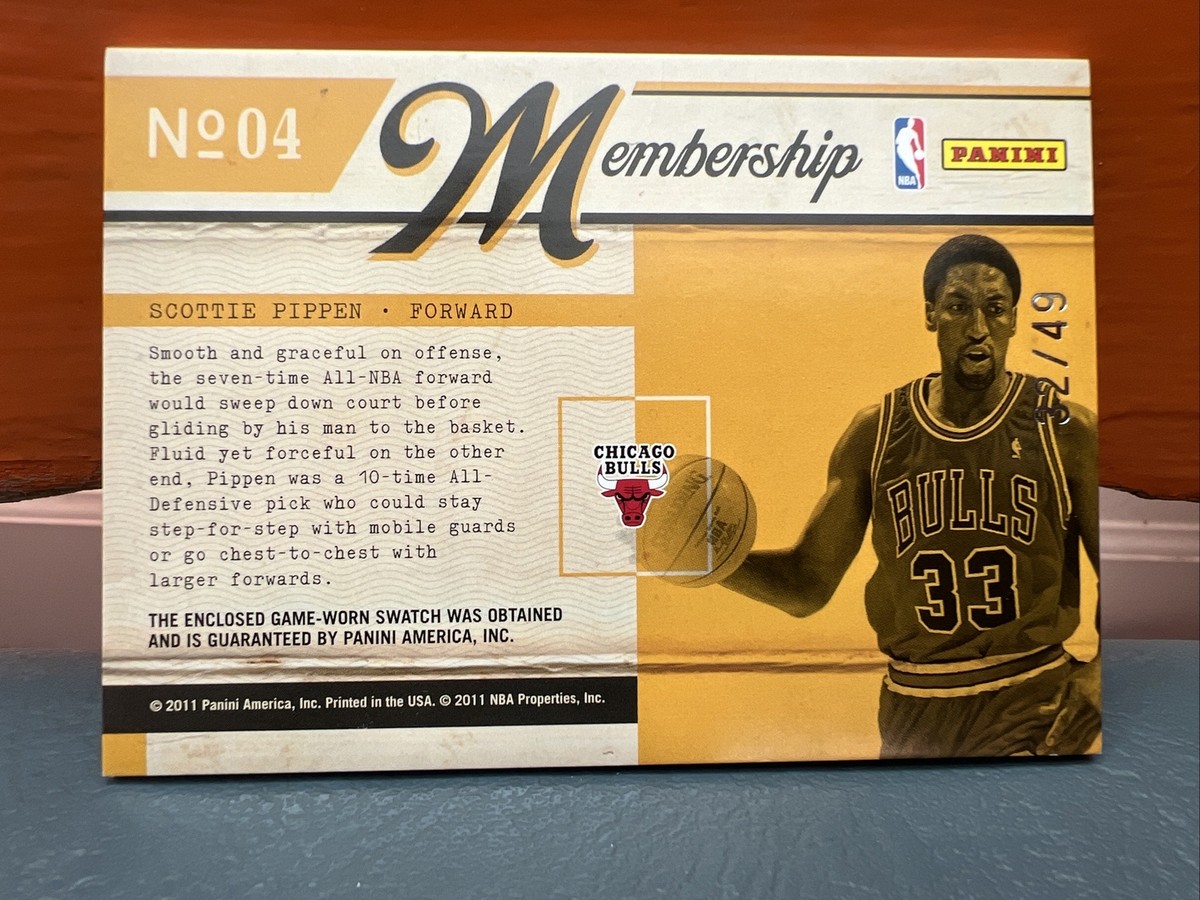 Nº04
Membership
NBA
PANINI
SCOTTIE PIPPEN · FORWARD
Smooth and graceful on offense,
the seven-time All-NBA forward
would sweep down court before
gliding by his man to the basket.
Fluid yet forceful on the other
end, Pippen was a 10-time All-
Defensive pick who could stay
step-for-step with mobile guards
or go chest-to-chest with
larger forwards.
THE ENCLOSED GAME-WORN SWATCH WAS OBTAINED
AND IS GUARANTEED BY PANINI AMERICA, INC.
© 2011 Panini America, Inc. Printed in the USA. © 2011 NBA Properties, Inc.
CHICAGO
BULLS
BULLS
33
32/49